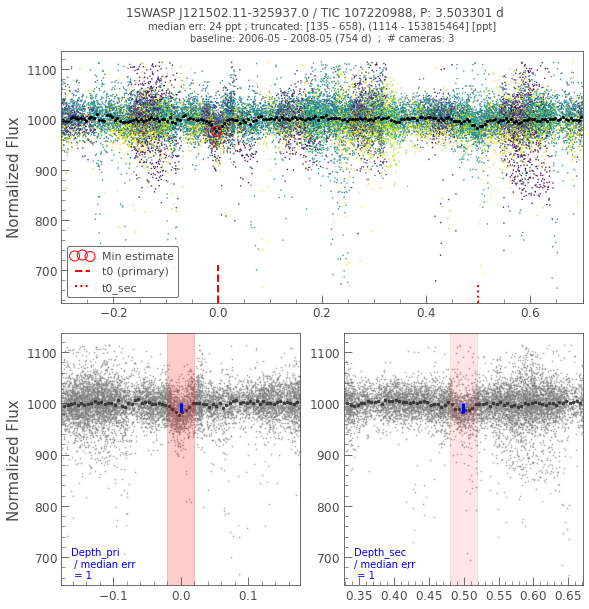 1SWASP J121502.11-325937.0 / TIC 107220988, P: 3.503301 d
median err: 24 ppt ; truncated: [135 - 658), (1114 - 153815464] [ppt]
baseline: 2006-05 - 2008-05 (754 d)  ;  # cameras: 3
Normalized Flux
1100
1000
900
800
700
Min estimate
t0 (primary)
t0_sec
−0.2
0.0
0.2
0.4
0.6
Normalized Flux
1100
1000
900
800
700
Depth_pri
/ median err
= 1
−0.1
0.0
0.1
1100
1000
900
800
700
Depth_sec
/ median err
= 1
0.35
0.40
0.45
0.50
0.55
0.60
0.65